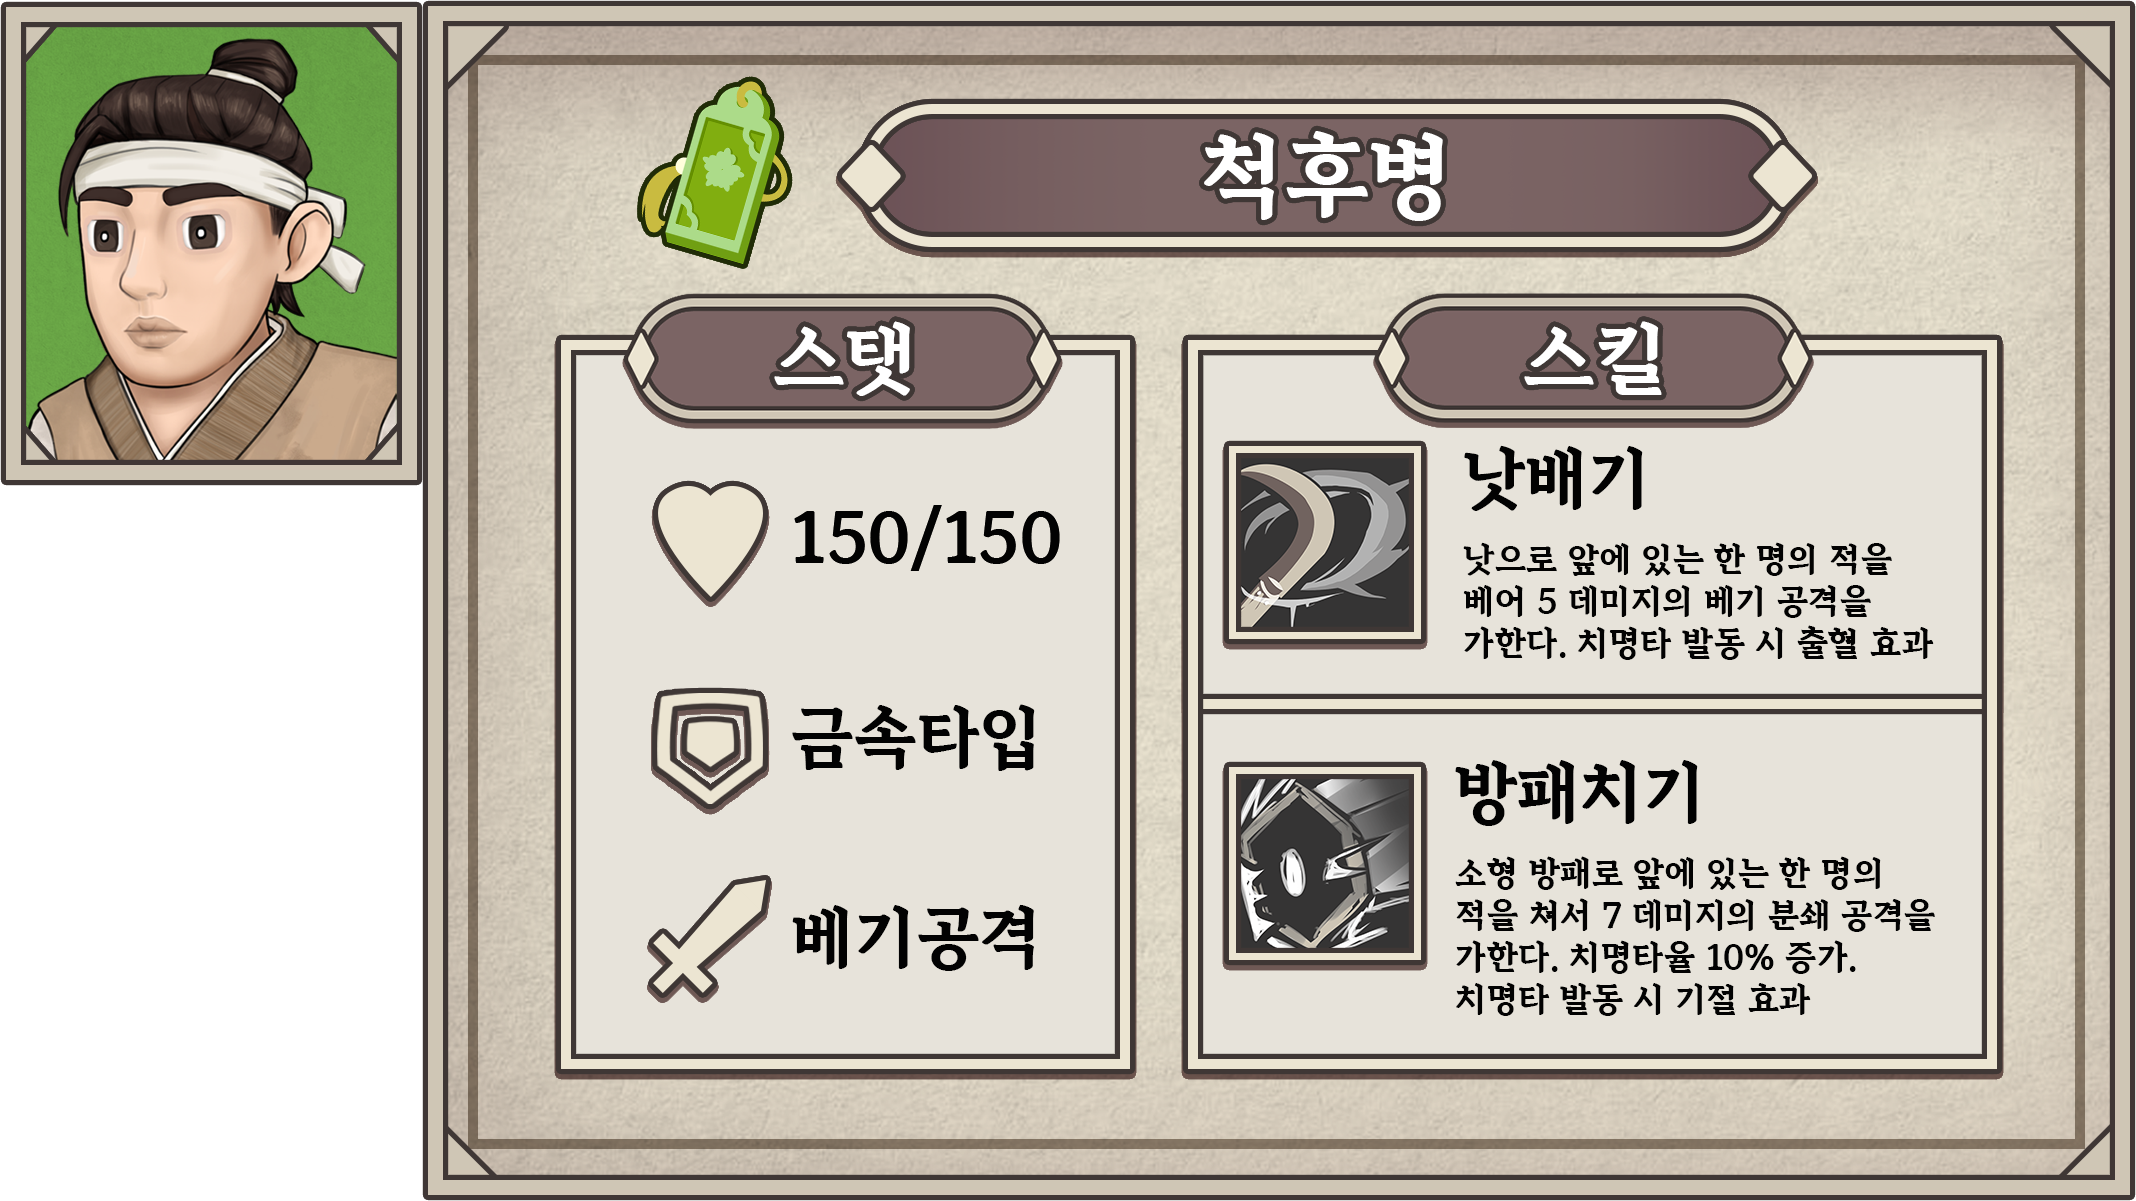 척후병
스탯
150/150
금속타입
베기공격
스킬
낫배기
낫으로 앞에 있는 한 명의 적을
베어 5 데미지의 베기 공격을
가한다. 치명타 발동 시 출혈 효과
방패치기
소형 방패로 앞에 있는 한 명의
적을 쳐서 7 데미지의 분쇄 공격을
가한다. 치명타율 10% 증가.
치명타 발동 시 기절 효과